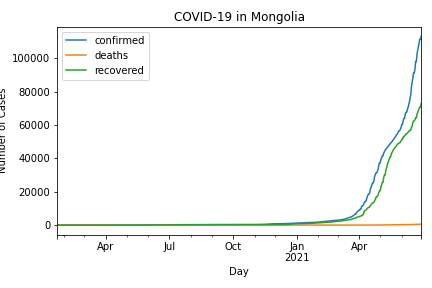 COVID-19 in Mongolia
confirmed
deaths
recovered
100000
80000
60000
40000
20000
0
Number of Cases
Apr
Jul
Oct
Jan
2021
Apr
Day